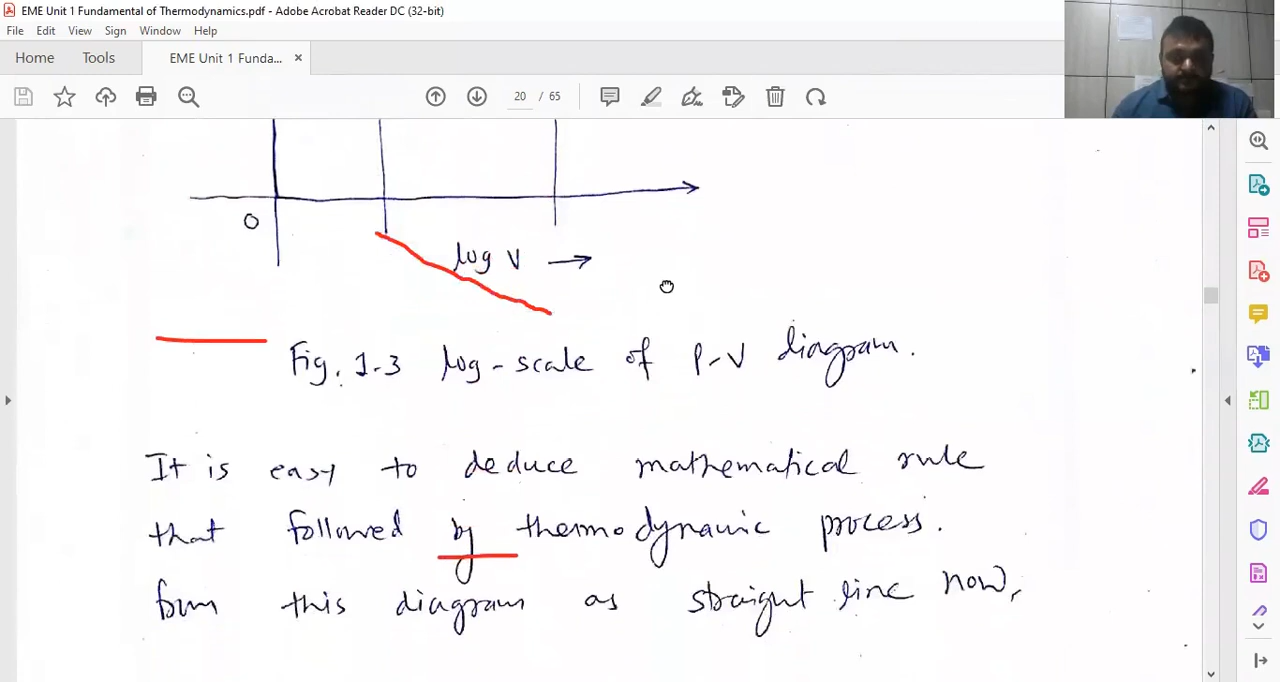 EME Unit 1 Fundamental of Thermodynamics.pdf - Adobe Acrobat Reader DC (32-bit)
File Edit View Sign Window Help
Home Tools EME Unit 1 Funda... ×
20 / 65
0
log V →
Fig. 1.3 log-scale of P-V diagram.
It is easy to deduce mathematical rule
that followed by thermodynamic process.
from this diagram as straight line now,